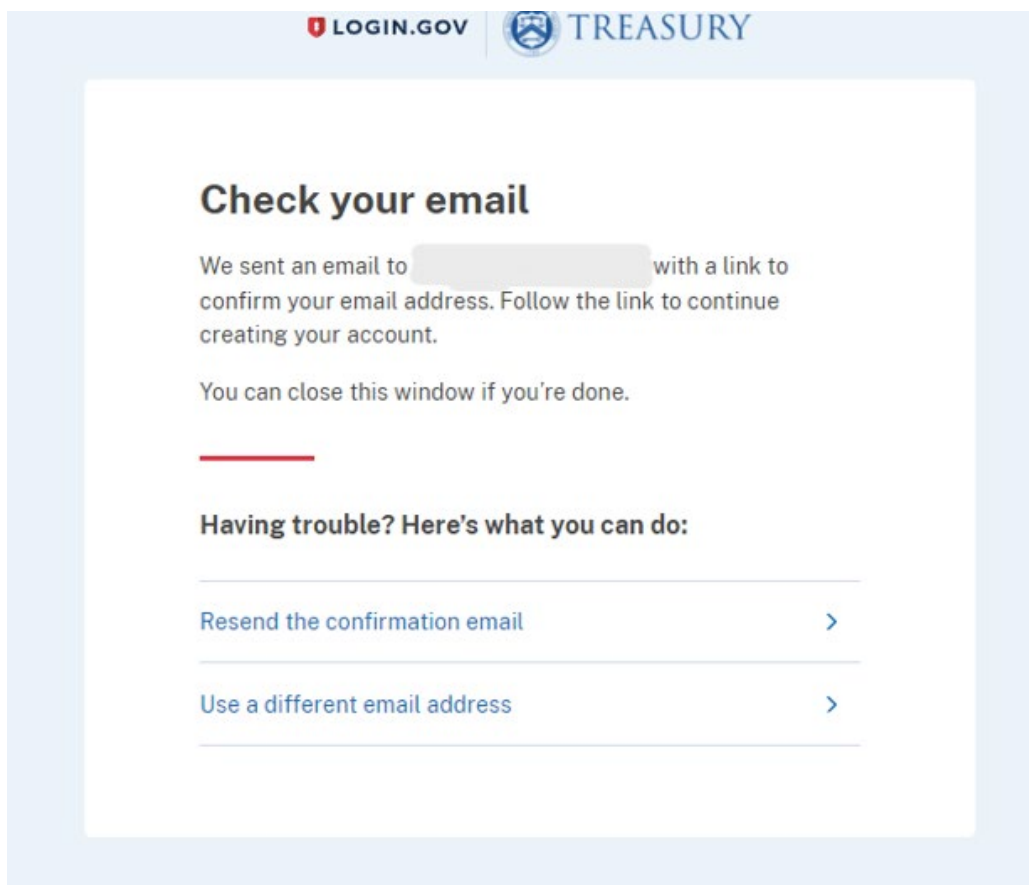 LOGIN.GOV TREASURY
Check your email
We sent an email to with a link to
confirm your email address. Follow the link to continue
creating your account.
You can close this window if you’re done.
Having trouble? Here’s what you can do:
Resend the confirmation email
Use a different email address